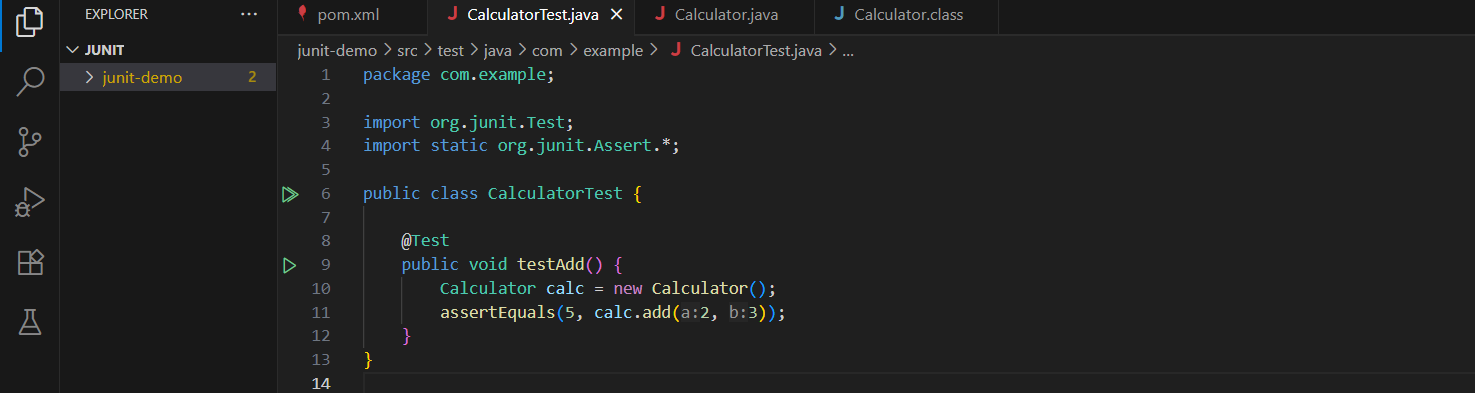 EXPLORER ...
JUNIT
junit-demo 2
pom.xml CalculatorTest.java Calculator.java Calculator.class
junit-demo > src > test > java > com > example > CalculatorTest.java > ...
1 package com.example;
2
3 import org.junit.Test;
4 import static org.junit.Assert.*;
5
6 public class CalculatorTest {
7
8     @Test
9     public void testAdd() {
10         Calculator calc = new Calculator();
11         assertEquals(5, calc.add(a:2, b:3));
12     }
13 }
14